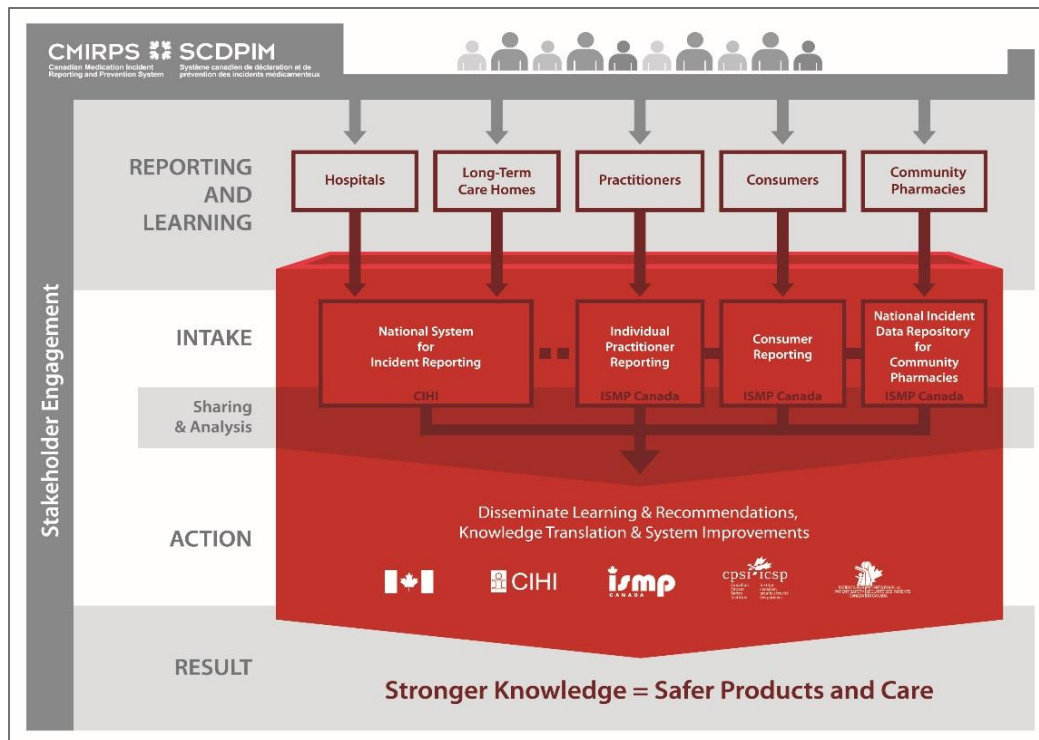 CMIRPS SCDPIM
Canadian Medication Incident
Reporting and Prevention System
Système canadien de déclaration et de
prévention des incidents médicamenteux
Stakeholder Engagement
REPORTING
AND
LEARNING
Hospitals
Long-Term
Care Homes
Practitioners
Consumers
Community
Pharmacies
INTAKE
National System
for
Incident Reporting
CIHI
Individual
Practitioner
Reporting
ISMP Canada
Consumer
Reporting
ISMP Canada
National Incident
Data Repository
for
Community
Pharmacies
ISMP Canada
Sharing
& Analysis
ACTION
Disseminate Learning & Recommendations,
Knowledge Translation & System Improvements
CIHI
ismp
CANADA
cpsi icsp
Canadian
Patient
Safety
Institute
RESULT
Stronger Knowledge = Safer Products and Care